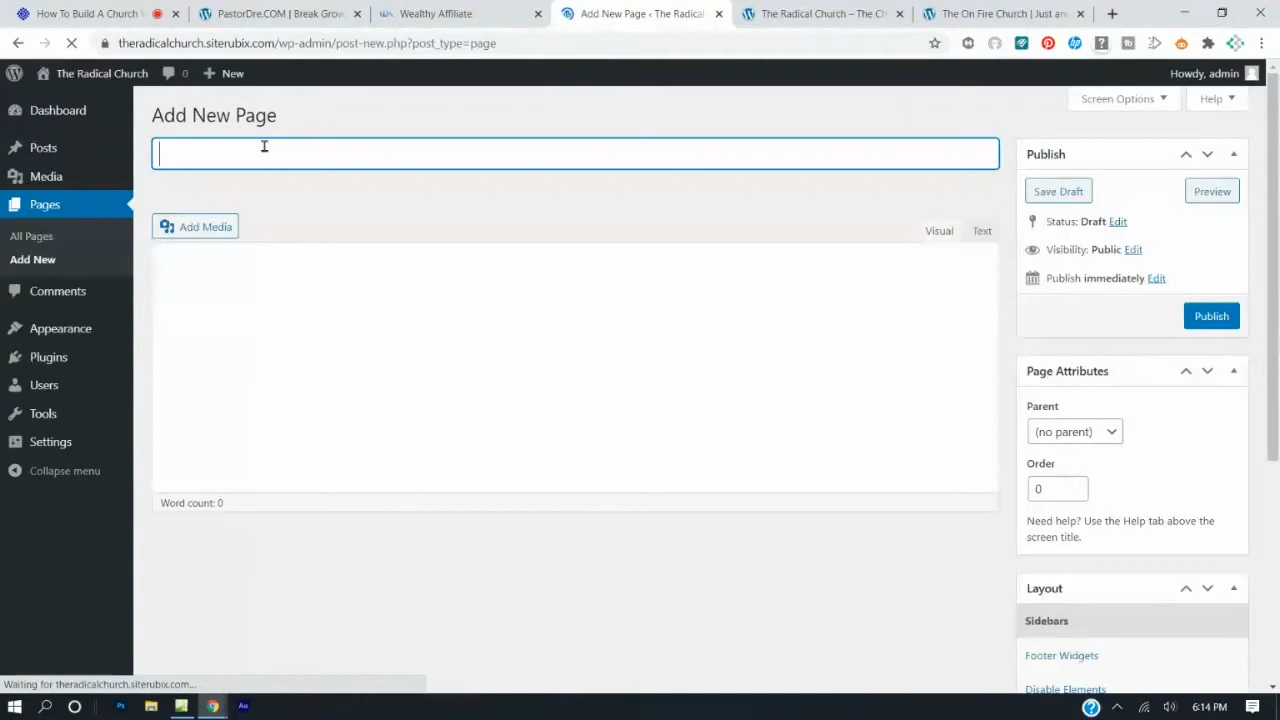 How To Build A Church W
PastorDre.COM | Break Grow
Wealthy Affiliate
Add New Page ‹ The Radical
The Radical Church – The Ch
The On Fire Church | Just an
theradicalchurch.siterubix.com/wp-admin/post-new.php?post_type=page
The Radical Church
0
New
Howdy, admin
Dashboard
Posts
Media
Pages
All Pages
Add New
Comments
Appearance
Plugins
Users
Tools
Settings
Collapse menu
Add New Page
Screen Options
Help
Add Media
Visual
Text
Word count: 0
Publish
Save Draft
Preview
Status: Draft Edit
Visibility: Public Edit
Publish immediately Edit
Publish
Page Attributes
Parent
(no parent)
Order
0
Need help? Use the Help tab above the
screen title.
Layout
Sidebars
Footer Widgets
Disable Elements
Waiting for theradicalchurch.siterubix.com...
Ps
Au
6:14 PM